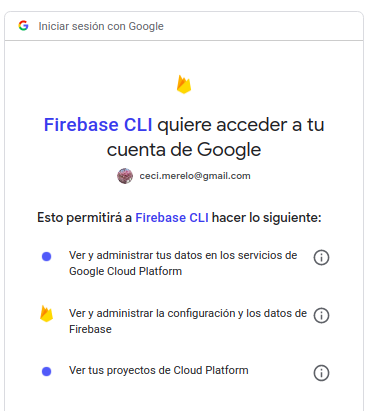 Iniciar sesión con Google
Firebase CLI quiere acceder a tu
cuenta de Google
ceci.merelo@gmail.com
Esto permitirá a Firebase CLI hacer lo siguiente:
Ver y administrar tus datos en los servicios de
Google Cloud Platform
Ver y administrar la configuración y los datos de
Firebase
Ver tus proyectos de Cloud Platform